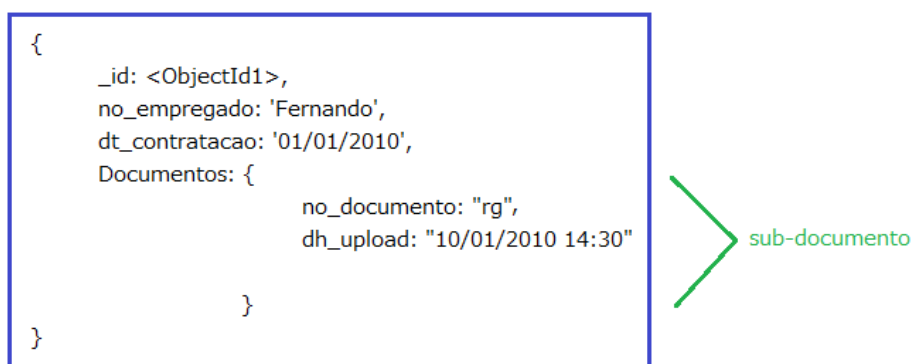 {
_id: <ObjectId1>,
no_empregado: 'Fernando',
dt_contratacao: '01/01/2010',
Documentos: {
no_documento: "rg",
dh_upload: "10/01/2010 14:30"
}
}
sub-documento